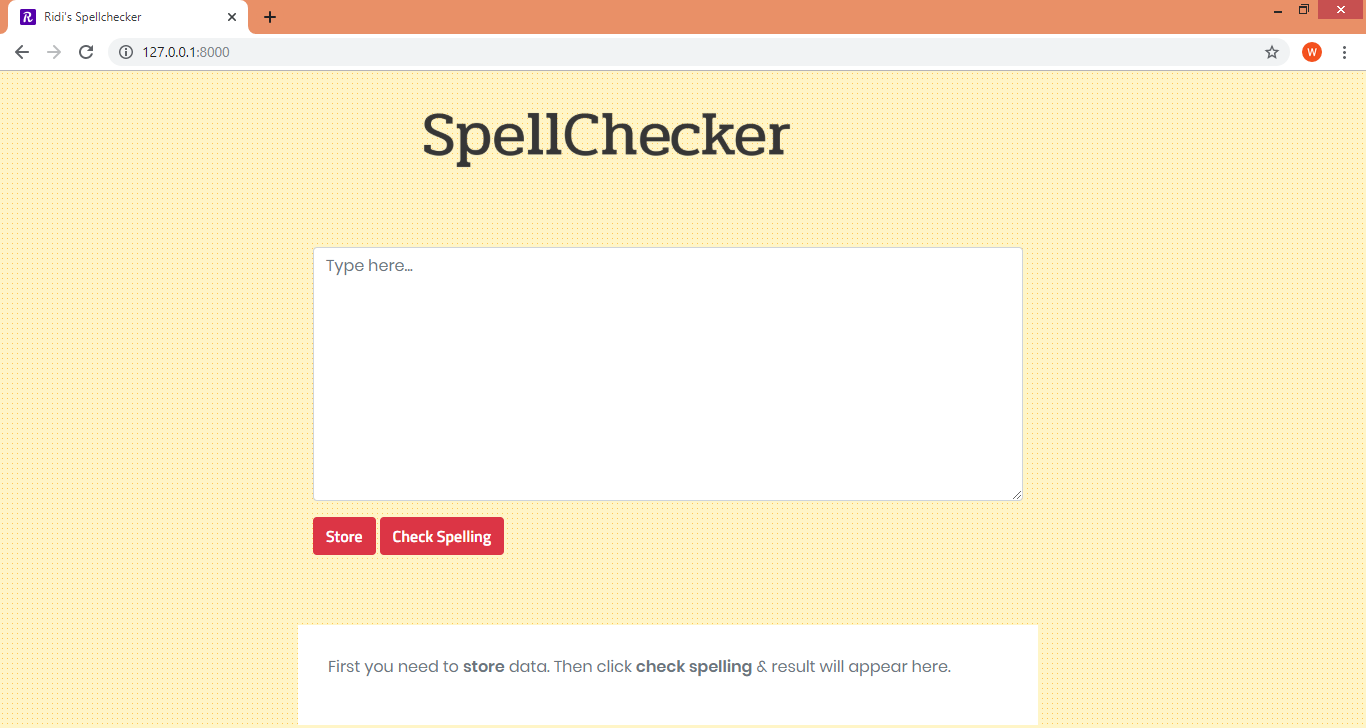 Ridi's Spellchecker
127.0.0.1:8000
W
SpellChecker
Type here...
Store Check Spelling
First you need to store data. Then click check spelling & result will appear here.